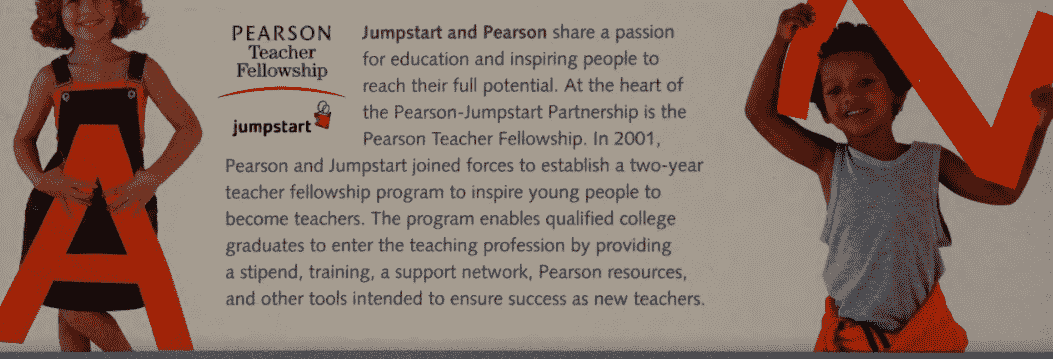 PEARSON
Teacher
Fellowship
jumpstart
Jumpstart and Pearson share a passion
for education and inspiring people to
reach their full potential. At the heart of
the Pearson-Jumpstart Partnership is the
Pearson Teacher Fellowship. In 2001,
Pearson and Jumpstart joined forces to establish a two-year
teacher fellowship program to inspire young people to
become teachers. The program enables qualified college
graduates to enter the teaching profession by providing
a stipend, training, a support network, Pearson resources,
and other tools intended to ensure success as new teachers.
A
N